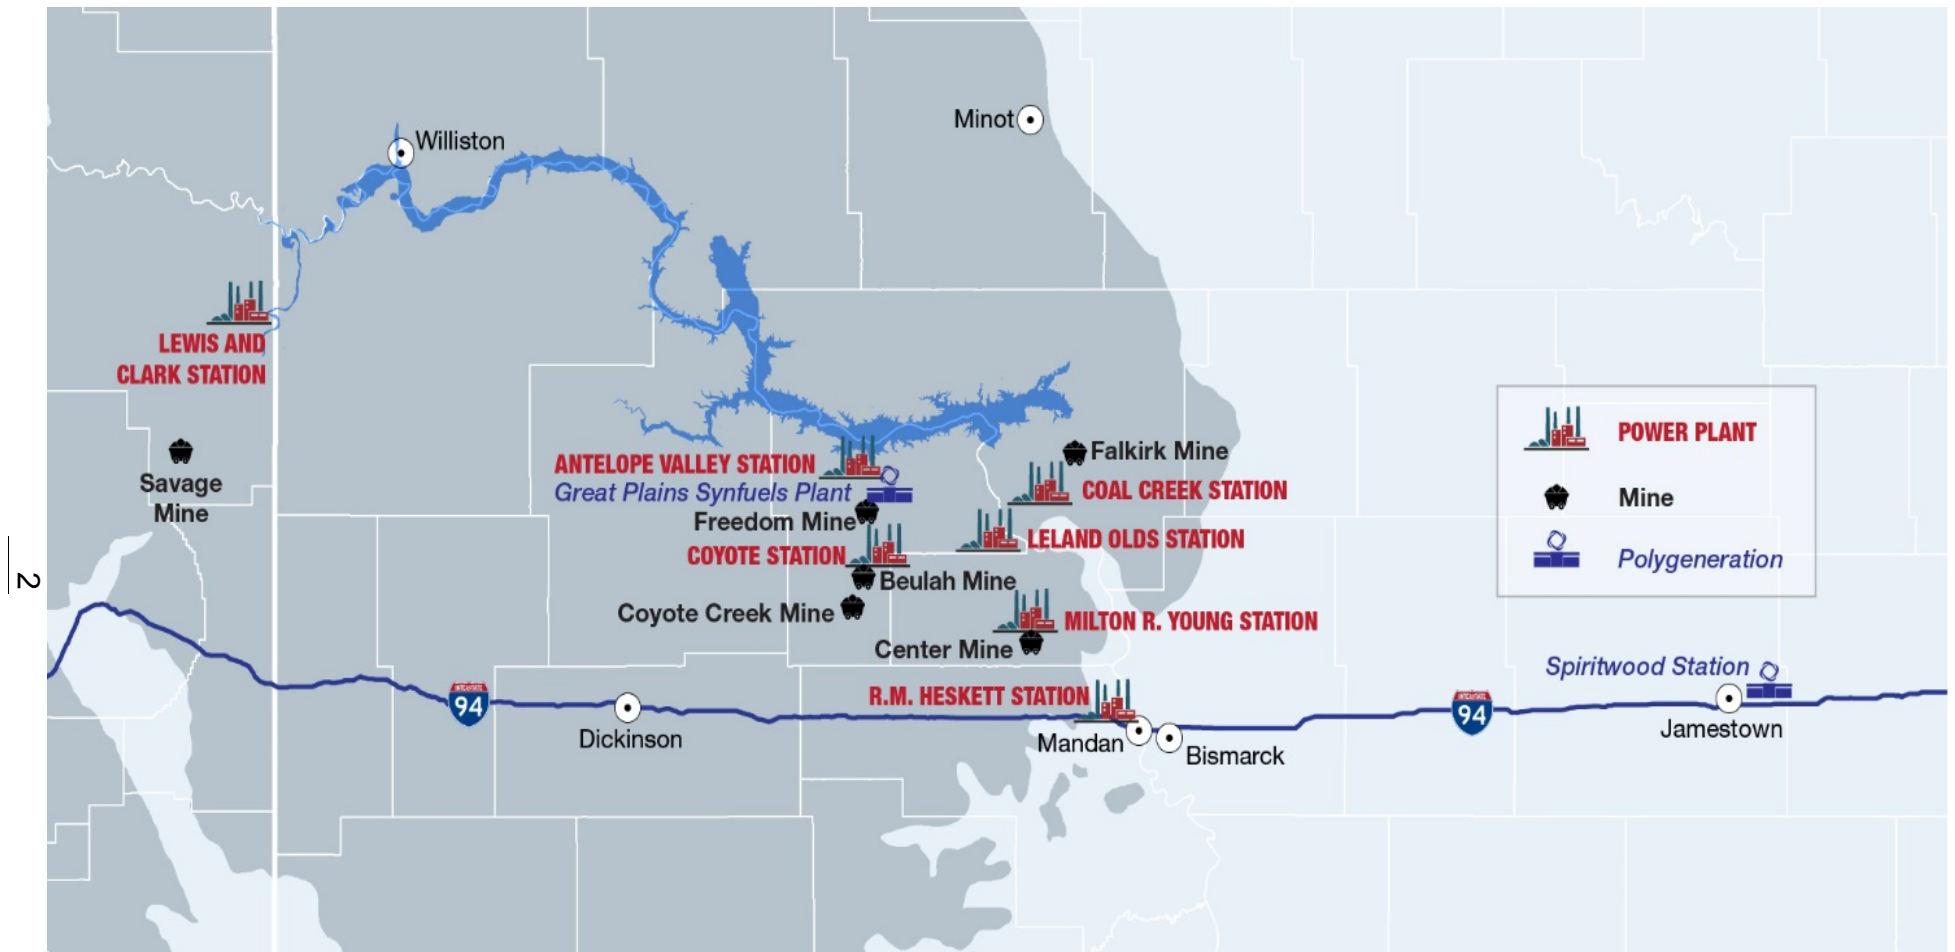 Minot
Williston
LEWIS AND
CLARK STATION
Savage
Mine
ANTELOPE VALLEY STATION
Great Plains Synfuels Plant
Freedom Mine
COYOTE STATION
Beulah Mine
Coyote Creek Mine
Falkirk Mine
COAL CREEK STATION
LELAND OLDS STATION
MILTON R. YOUNG STATION
Center Mine
R.M. HESKETT STATION
POWER PLANT
Mine
Polygeneration
Spiritwood Station
INTERSTATE
94
Dickinson
Mandan
Bismarck
INTERSTATE
94
Jamestown
2